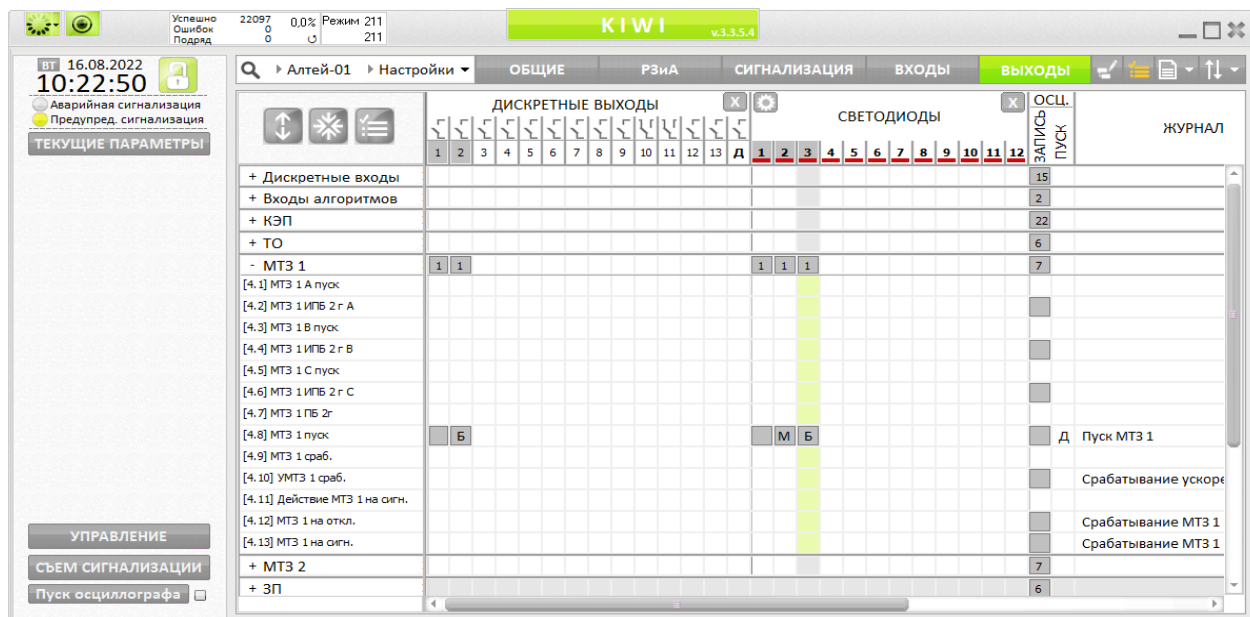 Успешно 22097 0,0% Режим 211
Ошибок 0
Подряд 0 ↺ 211
KIWI v.3.3.5.4
ВТ 16.08.2022
10:22:50
Аварийная сигнализация
Предупред. сигнализация
ТЕКУЩИЕ ПАРАМЕТРЫ
Алтей-01 Настройки ОБЩИЕ РЗиА СИГНАЛИЗАЦИЯ ВХОДЫ ВЫХОДЫ
ДИСКРЕТНЫЕ ВЫХОДЫ X
СВЕТОДИОДЫ X
ОСЦ.
ЗАПИСЬ
ПУСК
ЖУРНАЛ
1 2 3 4 5 6 7 8 9 10 11 12 13 Д 1 2 3 4 5 6 7 8 9 10 11 12
+ Дискретные входы 15
+ Входы алгоритмов 2
+ КЭП 22
+ ТО 6
- МТЗ 1 1 1 1 1 1 7
[4.1] МТЗ 1 А пуск
[4.2] МТЗ 1 ИПБ 2 г А
[4.3] МТЗ 1 В пуск
[4.4] МТЗ 1 ИПБ 2 г В
[4.5] МТЗ 1 С пуск
[4.6] МТЗ 1 ИПБ 2 г С
[4.7] МТЗ 1 ПБ 2г
[4.8] МТЗ 1 пуск Б М Б Д Пуск МТЗ 1
[4.9] МТЗ 1 сраб.
[4.10] УМТЗ 1 сраб. Срабатывание ускоре
[4.11] Действие МТЗ 1 на сигн.
[4.12] МТЗ 1 на откл. Срабатывание МТЗ 1
[4.13] МТЗ 1 на сигн. Срабатывание МТЗ 1
+ МТЗ 2 7
+ ЗП 6
УПРАВЛЕНИЕ
СЪЕМ СИГНАЛИЗАЦИИ
Пуск осциллографа